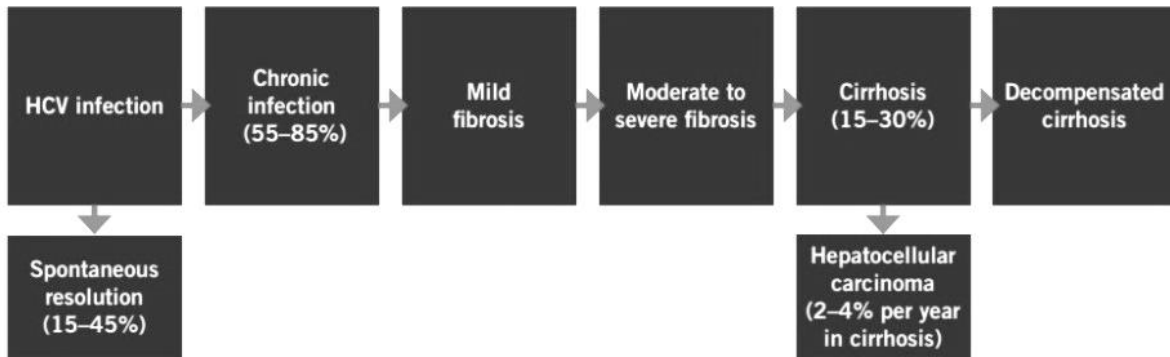 HCV infection
Chronic
infection
(55–85%)
Mild
fibrosis
Moderate to
severe fibrosis
Cirrhosis
(15–30%)
Decompensated
cirrhosis
Spontaneous
resolution
(15–45%)
Hepatocellular
carcinoma
(2–4% per year
in cirrhosis)